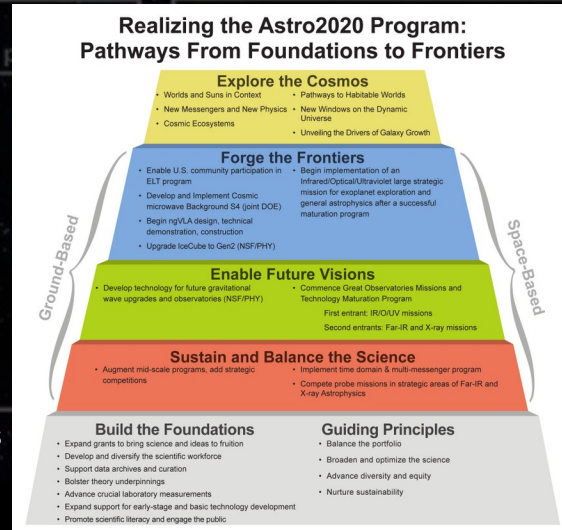 Realizing the Astro2020 Program:
Pathways From Foundations to Frontiers
Explore the Cosmos
• Worlds and Suns in Context
• New Messengers and New Physics
• Cosmic Ecosystems
• Pathways to Habitable Worlds
• New Windows on the Dynamic
Universe
• Unveiling the Drivers of Galaxy Growth
Ground-Based
Forge the Frontiers
• Enable U.S. community participation in
ELT program
• Develop and Implement Cosmic
microwave Background S4 (joint DOE)
• Begin ngVLA design, technical
demonstration, construction
• Upgrade IceCube to Gen2 (NSF/PHY)
• Begin implementation of an
Infrared/Optical/Ultraviolet large strategic
mission for exoplanet exploration and
general astrophysics after a successful
maturation program
Space-Based
Enable Future Visions
• Develop technology for future gravitational
wave upgrades and observatories (NSF/PHY)
• Commence Great Observatories Missions and
Technology Maturation Program
First entrant: IR/O/UV missions
Second entrants: Far-IR and X-ray missions
Sustain and Balance the Science
• Augment mid-scale programs, add strategic
competitions
• Implement time domain & multi-messenger program
• Compete probe missions in strategic areas of Far-IR and
X-ray Astrophysics
Build the Foundations
• Expand grants to bring science and ideas to fruition
• Develop and diversify the scientific workforce
• Support data archives and curation
• Bolster theory underpinnings
• Advance crucial laboratory measurements
• Expand support for early-stage and basic technology development
• Promote scientific literacy and engage the public
Guiding Principles
• Balance the portfolio
• Broaden and optimize the science
• Advance diversity and equity
• Nurture sustainability